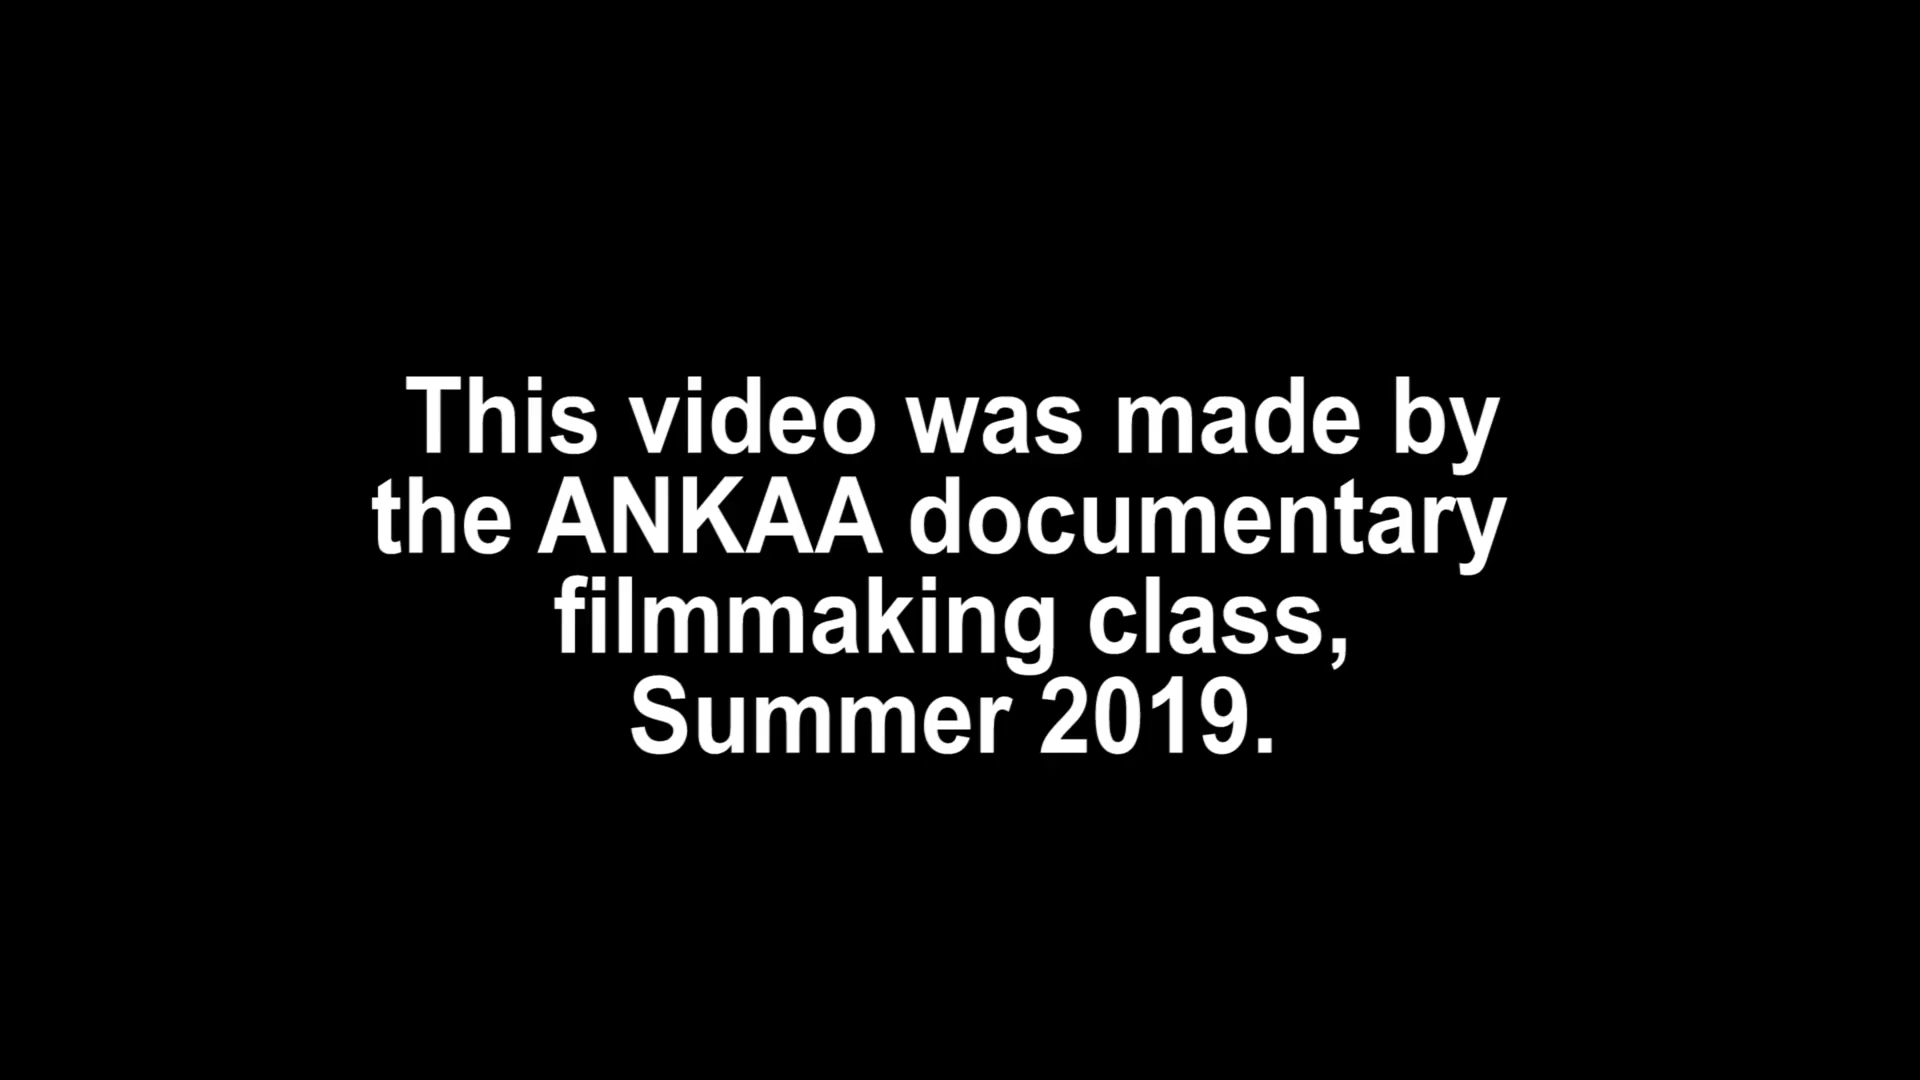 This video was made by
the ANKAA documentary
filmmaking class,
Summer 2019.